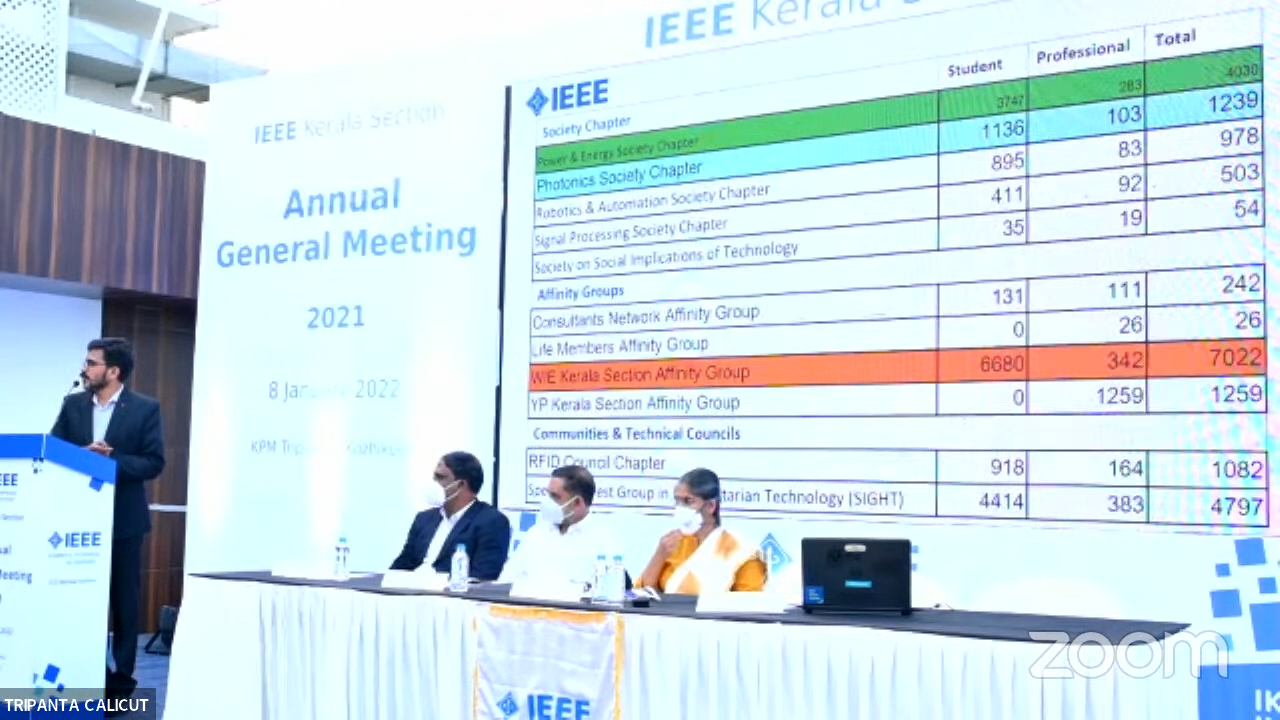 IEEE Kerala
IEEE Kerala Section
Annual
General Meeting
2021
8 2022
IEEE
Student Professional Total
Society Chapter
Power & Energy Society Chapter 3747 283 4030
Photonics Society Chapter 1136 103 1239
Robotics & Automation Society Chapter 895 83 978
Signal Processing Society Chapter 411 92 503
Society on Social Implications of Technology 35 19 54
Affinity Groups
Consultants Network Affinity Group 131 111 242
Life Members Affinity Group 0 26 26
WIE Kerala Section Affinity Group 6680 342 7022
YP Kerala Section Affinity Group 0 1259 1259
Communities & Technical Councils
RFID Council Chapter 918 164 1082
Technology (SIGHT) 4414 383 4797
IEEE
IEEE
zoom
TRIPANTA CALICUT